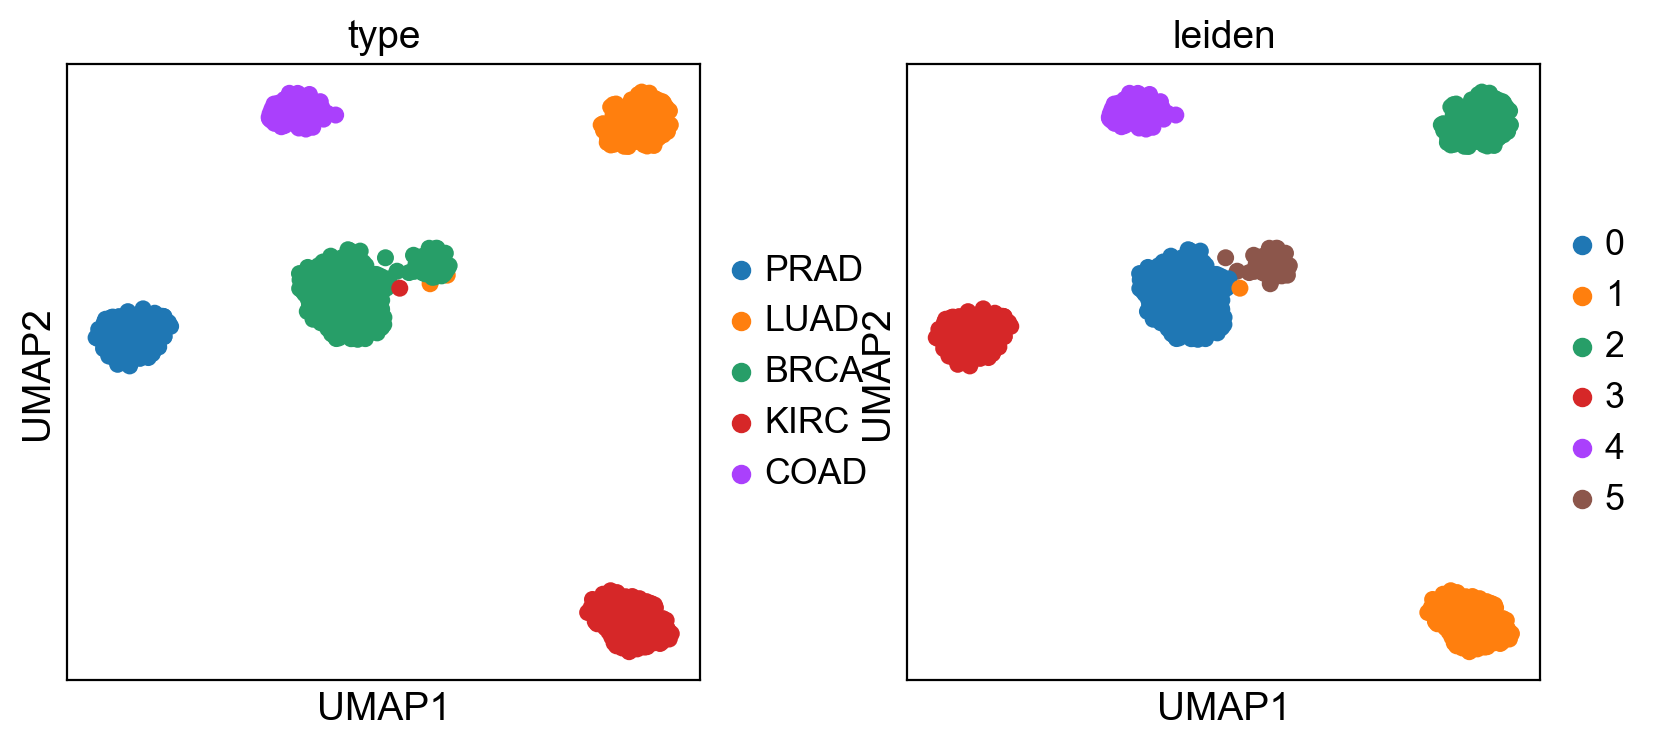 type
UMAP2
UMAP1
PRAD
LUAD
BRCA
KIRC
COAD
leiden
UMAP2
UMAP1
0
1
2
3
4
5